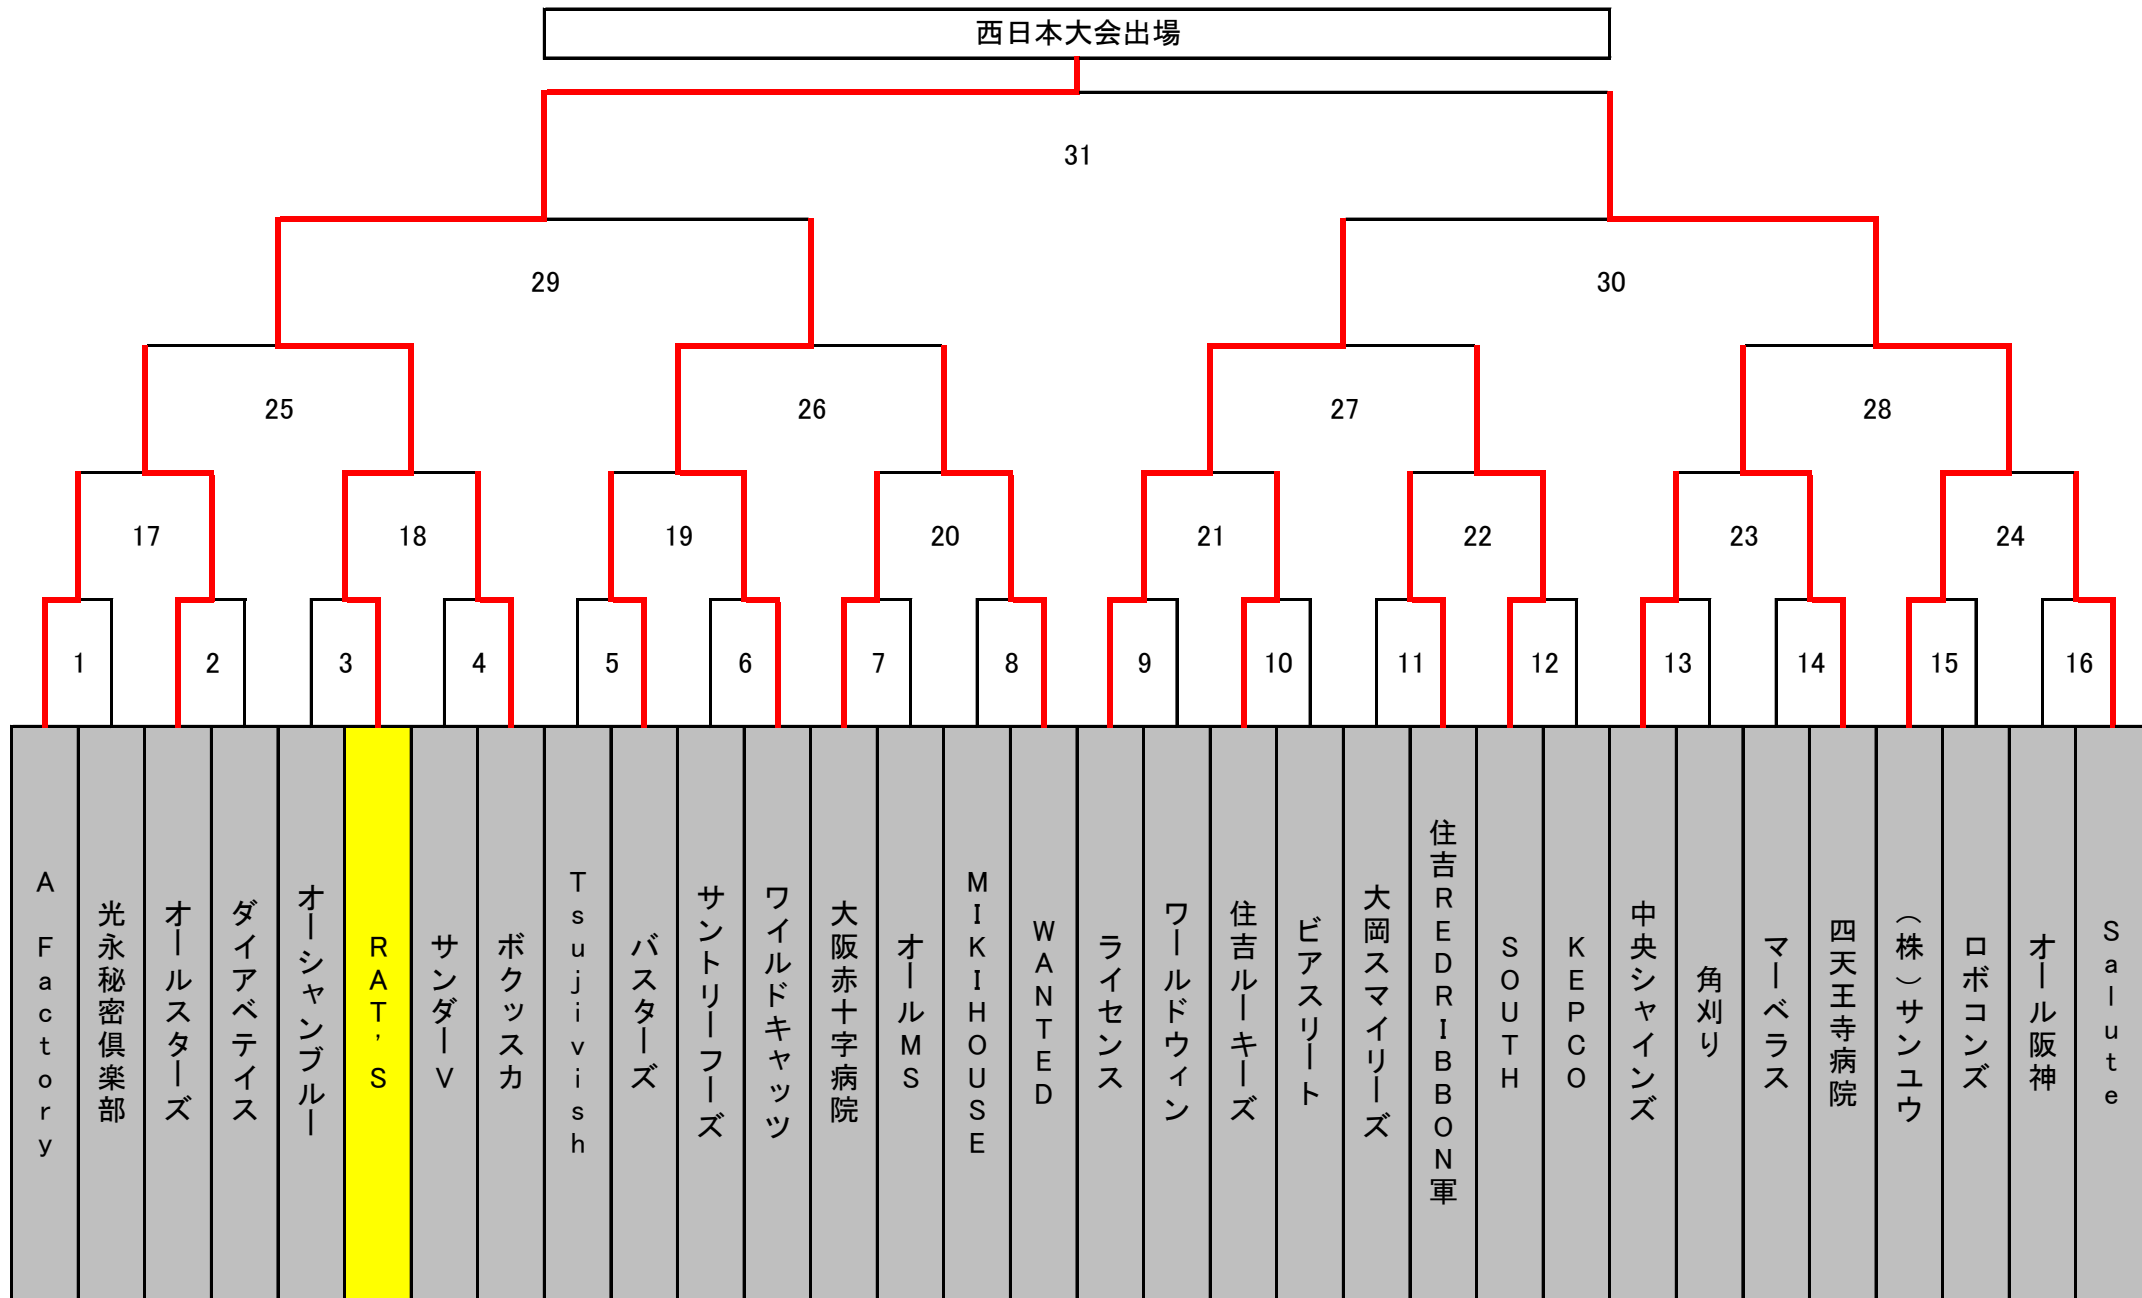 西日本大会出場
31
29
30
25
26
27
28
17
18
19
20
21
22
23
24
1
2
3
4
5
6
7
8
9
10
11
12
13
14
15
16
A Factory
光永秘密倶楽部
オールスターズ
ダイアベテイス
オーシャンブルー
RAT'S
サンダーV
ボクッスカ
Tsujivish
バスターズ
サントリーフーズ
ワイルドキャッツ
大阪赤十字病院
オールMS
MIKIHOUSE
WANTED
ライセンス
ワールドウィン
住吉ルーキーズ
ビアスリート
大岡スマイリーズ
住吉REDRIBBON軍
SOUTH
KEPCO
中央シャインズ
角刈り
マーベラス
四天王寺病院
（株）サンユウ
ロボコンズ
オール阪神
Salute